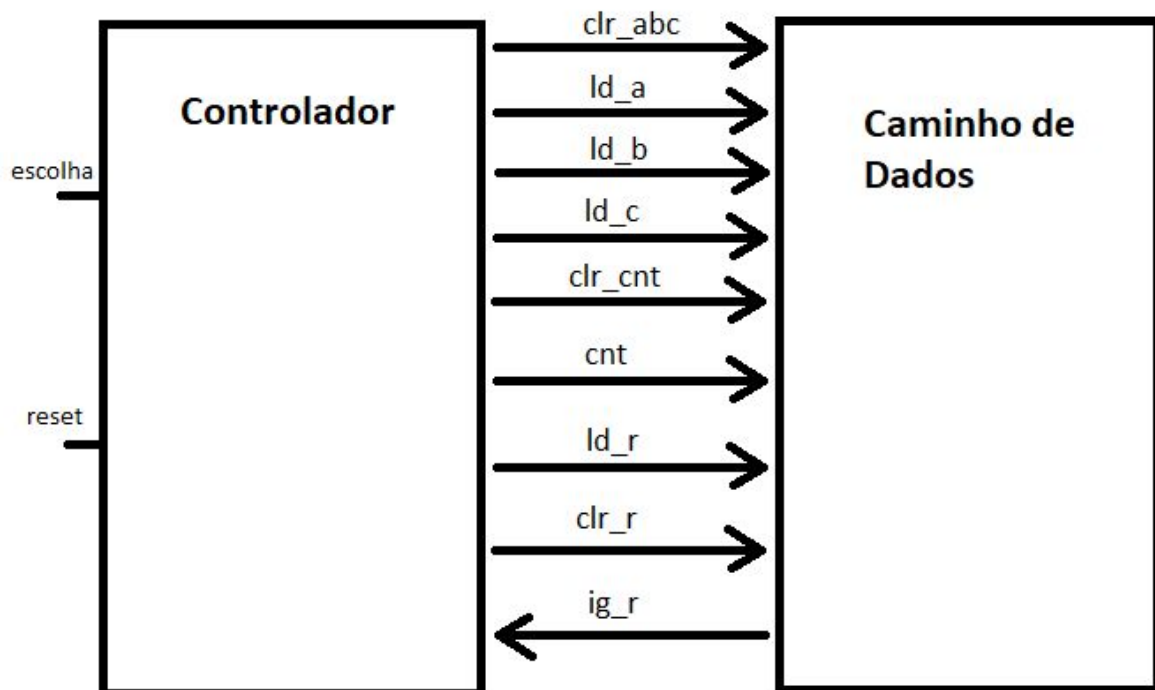 clr_abc
Controlador
ld_a
Caminho de
Dados
ld_b
escolha
ld_c
clr_cnt
cnt
reset
ld_r
clr_r
ig_r